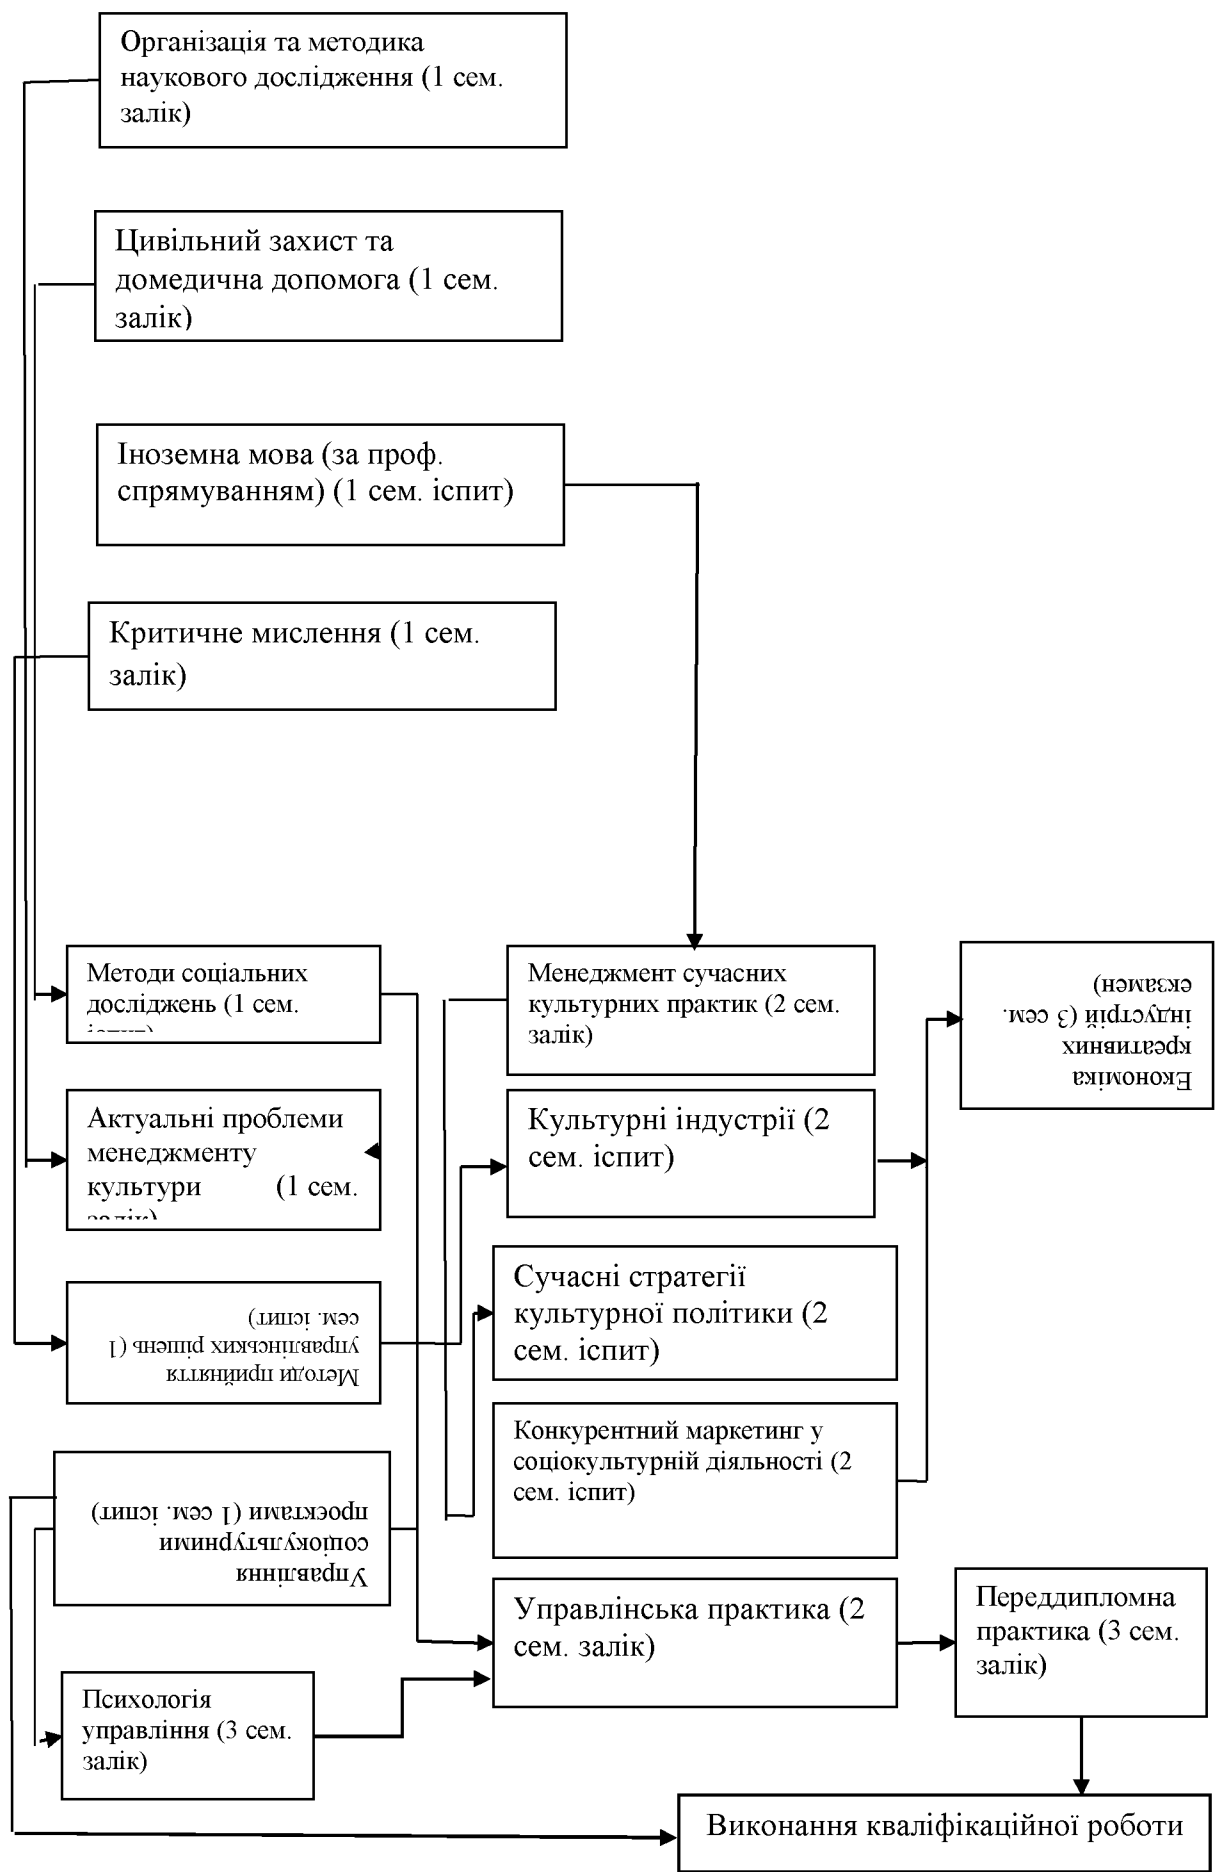 Організація та методика
наукового дослідження (1 сем.
залік)
Цивільний захист та
домедична допомога (1 сем.
залік)
Іноземна мова (за проф.
спрямуванням) (1 сем. іспит)
Критичне мислення (1 сем.
залік)
Методи соціальних
досліджень (1 сем.
Менеджмент сучасних
культурних практик (2 сем.
залік)
Економіка
креативних
індустрій (3 сем.
екзамен)
Актуальні проблеми
менеджменту
культури (1 сем.
залік)
Культурні індустрії (2
сем. іспит)
Методи прийняття
управлінських рішень (1
сем. іспит)
Сучасні стратегії
культурної політики (2
сем. іспит)
Конкурентний маркетинг у
соціокультурній діяльності (2
сем. іспит)
Управління
соціокультурними
проєктами (1 сем. іспит)
Управлінська практика (2
сем. залік)
Переддипломна
практика (3 сем.
залік)
Психологія
управління (3 сем.
залік)
Виконання кваліфікаційної роботи